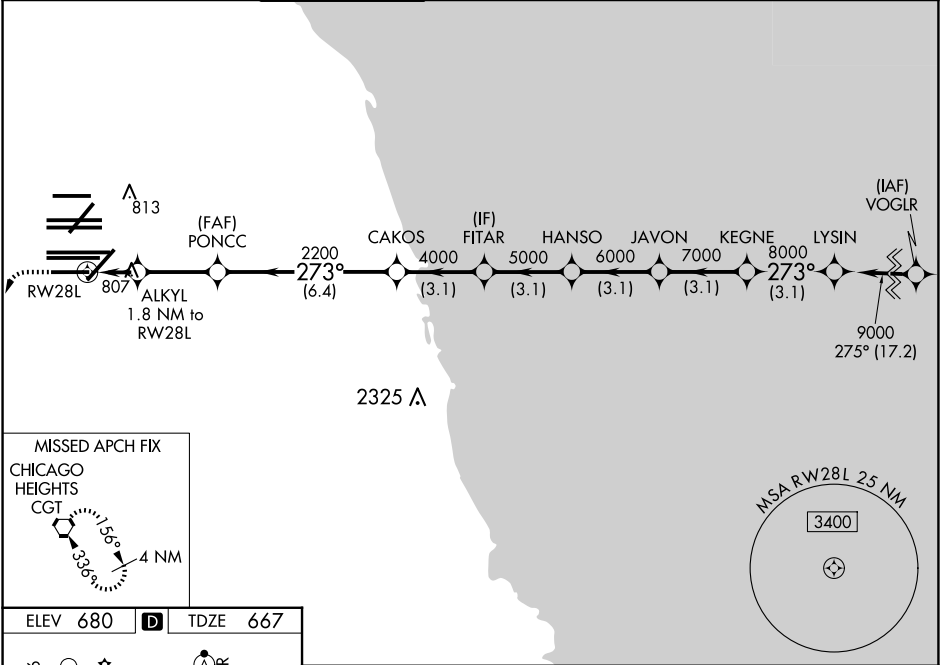 813
(FAF)
PONCC
CAKOS
(IF)
FITAR
HANSO
JAVON
KEGNE
LYSIN
(IAF)
VOGLR
2200
273°
(6.4)
4000
(3.1)
5000
(3.1)
6000
(3.1)
7000
(3.1)
8000
273°
(3.1)
9000
275° (17.2)
RW28L
807
ALKYL
1.8 NM to
RW28L
2325
MISSED APCH FIX
CHICAGO
HEIGHTS
CGT
156°
336°
4 NM
MSA RW28L 25 NM
3400
ELEV 680
D
TDZE 667